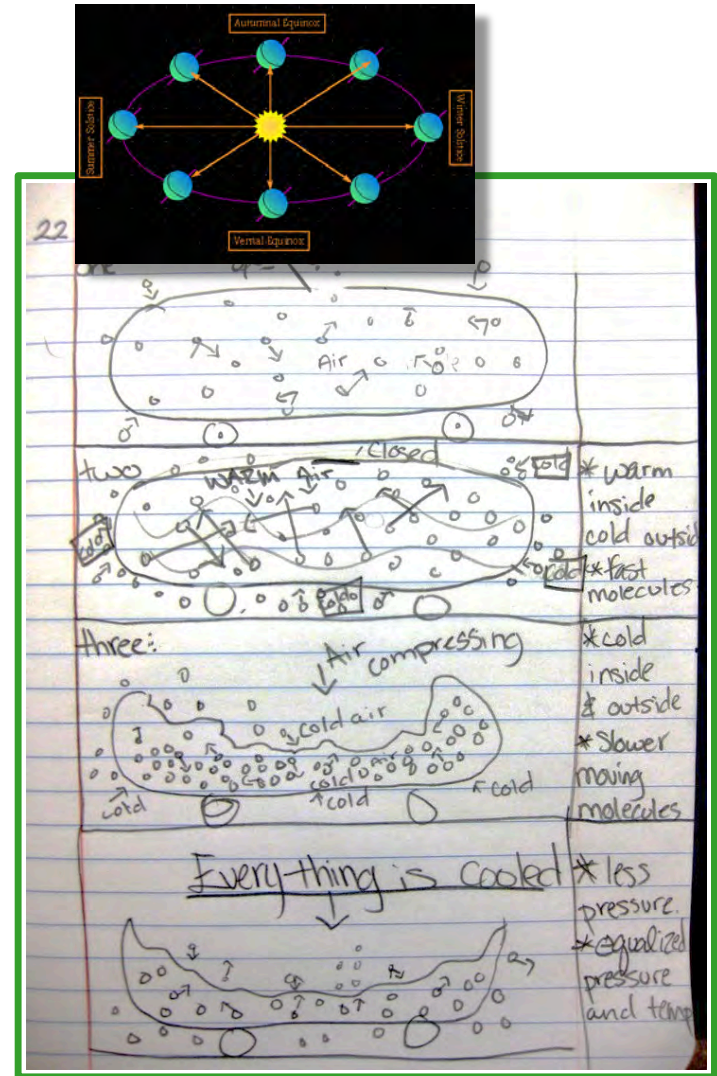 Autumnal Equinox
Summer Solstice
Winter Solstice
Vernal Equinox
22
one
Air
two
Closed
WARM Air
cold
cold
cold
cold
* warm
inside
cold outside
* fast
molecules
three:
Air
compressing
cold air
cold air
cold
cold
cold
* cold
inside
& outside
* Slower
moving
molecules
Everything is cooled
* less
pressure.
* equalized
pressure
and temp